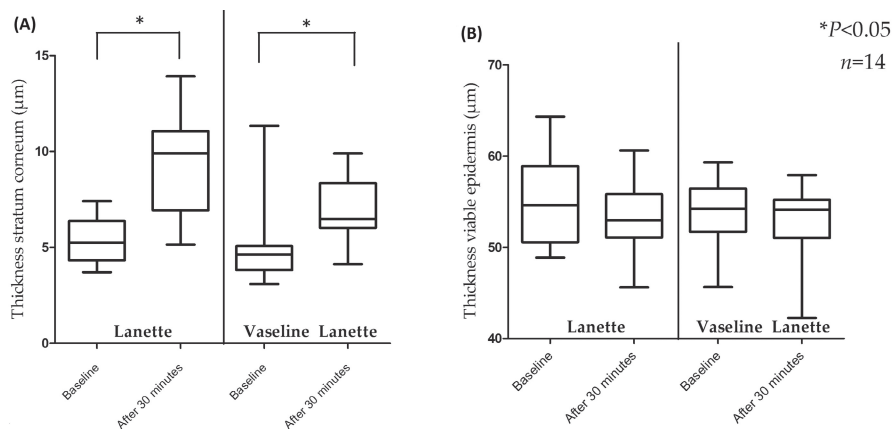 (A)
*
*
Thickness stratum corneum (µm)
15
10
5
0
Lanette
Vaseline Lanette
Baseline
After 30 minutes
Baseline
After 30 minutes
(B)
*P<0.05
n=14
Thickness viable epidermis (µm)
70
60
50
40
Lanette
Vaseline Lanette
Baseline
After 30 minutes
Baseline
After 30 minutes